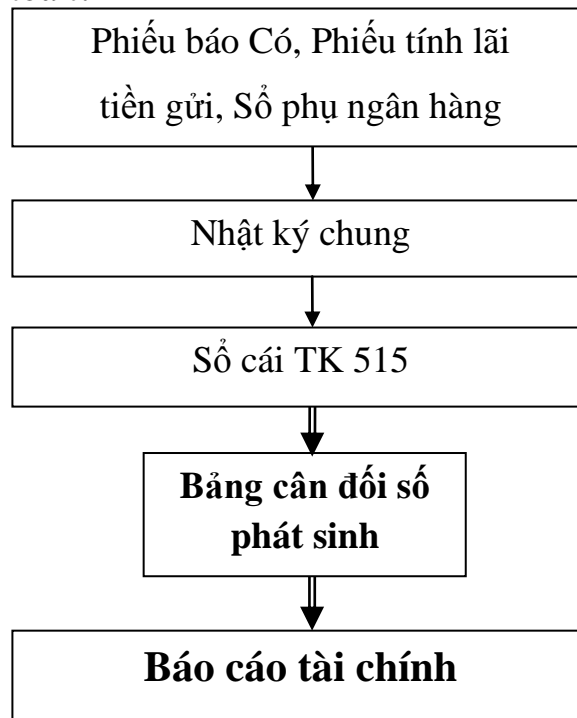 Phiếu báo Có, Phiếu tính lãi
tiền gửi, Sổ phụ ngân hàng
Nhật ký chung
Sổ cái TK 515
Bảng cân đối số
phát sinh
Báo cáo tài chính